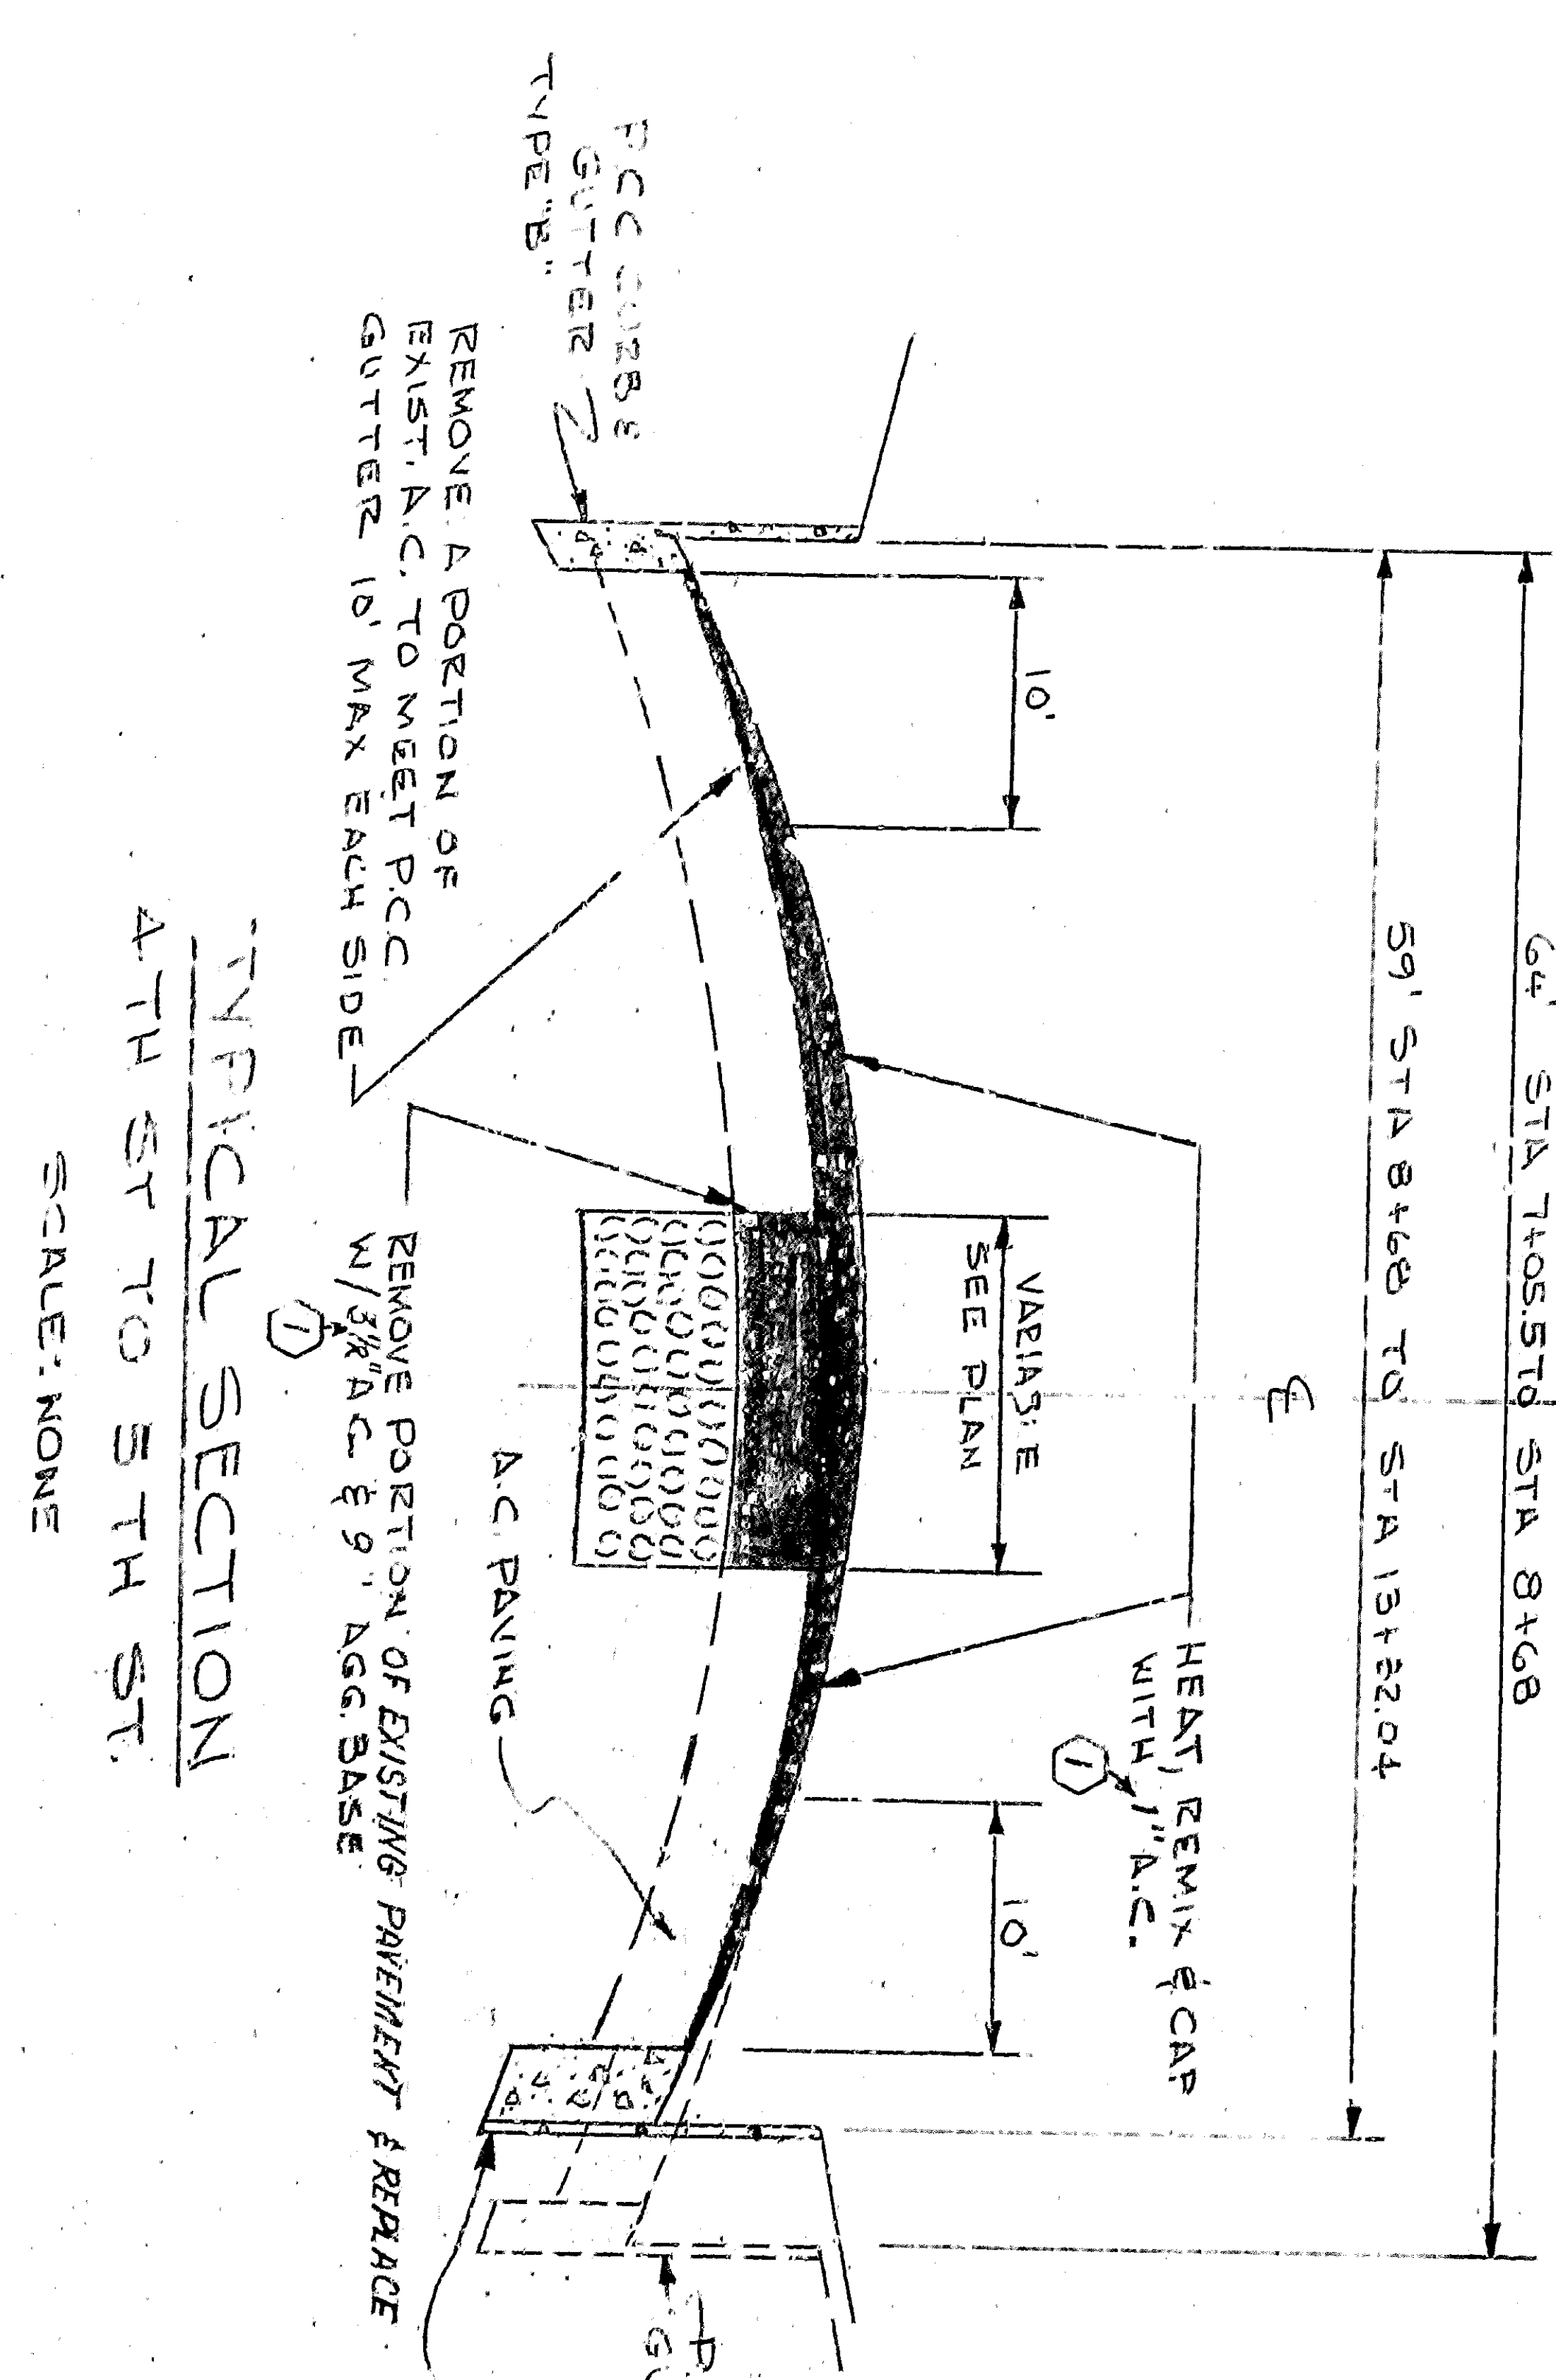 64' STA 7+05.5 TO STA 8+68
59' STA 8+68 TO STA 13+22.04
℄
HEAT, REMIX & CAP
WITH 1" A.C.
1
10'
VARIABLE
SEE PLAN
10'
P.C.C CURB &
GUTTER
TYPE "B"
REMOVE A PORTION OF
EXIST. A.C. TO MEET P.C.C.
GUTTER 10' MAX EACH SIDE
A.C. PAVING
REMOVE PORTION OF EXISTING PAVEMENT & REPLACE
A.C. & 9" AGG. BASE
1
TYPICAL SECTION
4TH ST TO 5TH ST.
SCALE: NONE